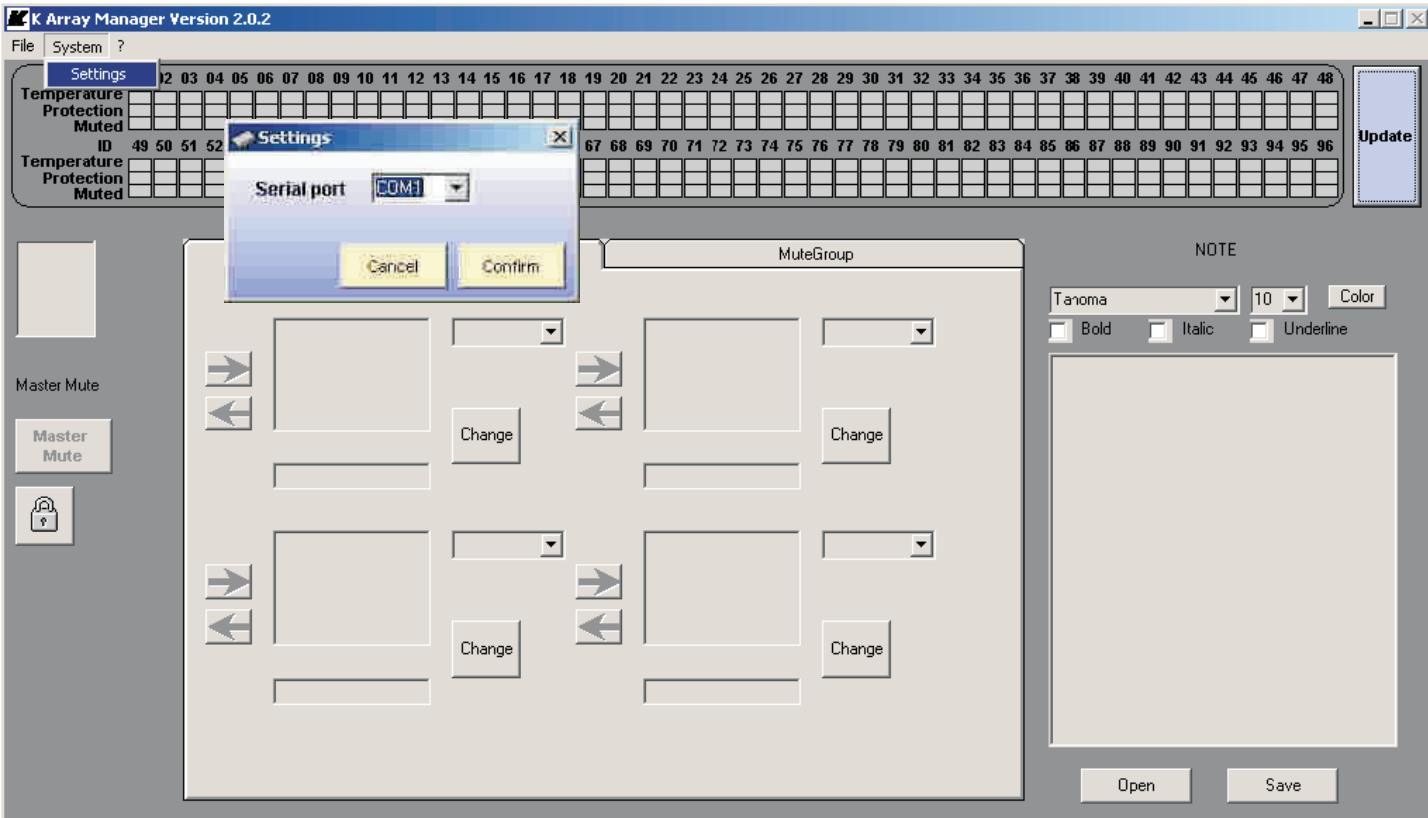 K Array Manager Version 2.0.2
File System ?
Settings
02 03 04 05 06 07 08 09 10 11 12 13 14 15 16 17 18 19 20 21 22 23 24 25 26 27 28 29 30 31 32 33 34 35 36 37 38 39 40 41 42 43 44 45 46 47 48
Temperature
Protection
Muted
ID 49 50 51 52 67 68 69 70 71 72 73 74 75 76 77 78 79 80 81 82 83 84 85 86 87 88 89 90 91 92 93 94 95 96
Temperature
Protection
Muted
Update
Settings
Serial port COM1
Cancel Confirm
MuteGroup
NOTE
Tahoma 10 Color
Bold Italic Underline
Master Mute
Master
Mute
Change Change
Change Change
Open Save